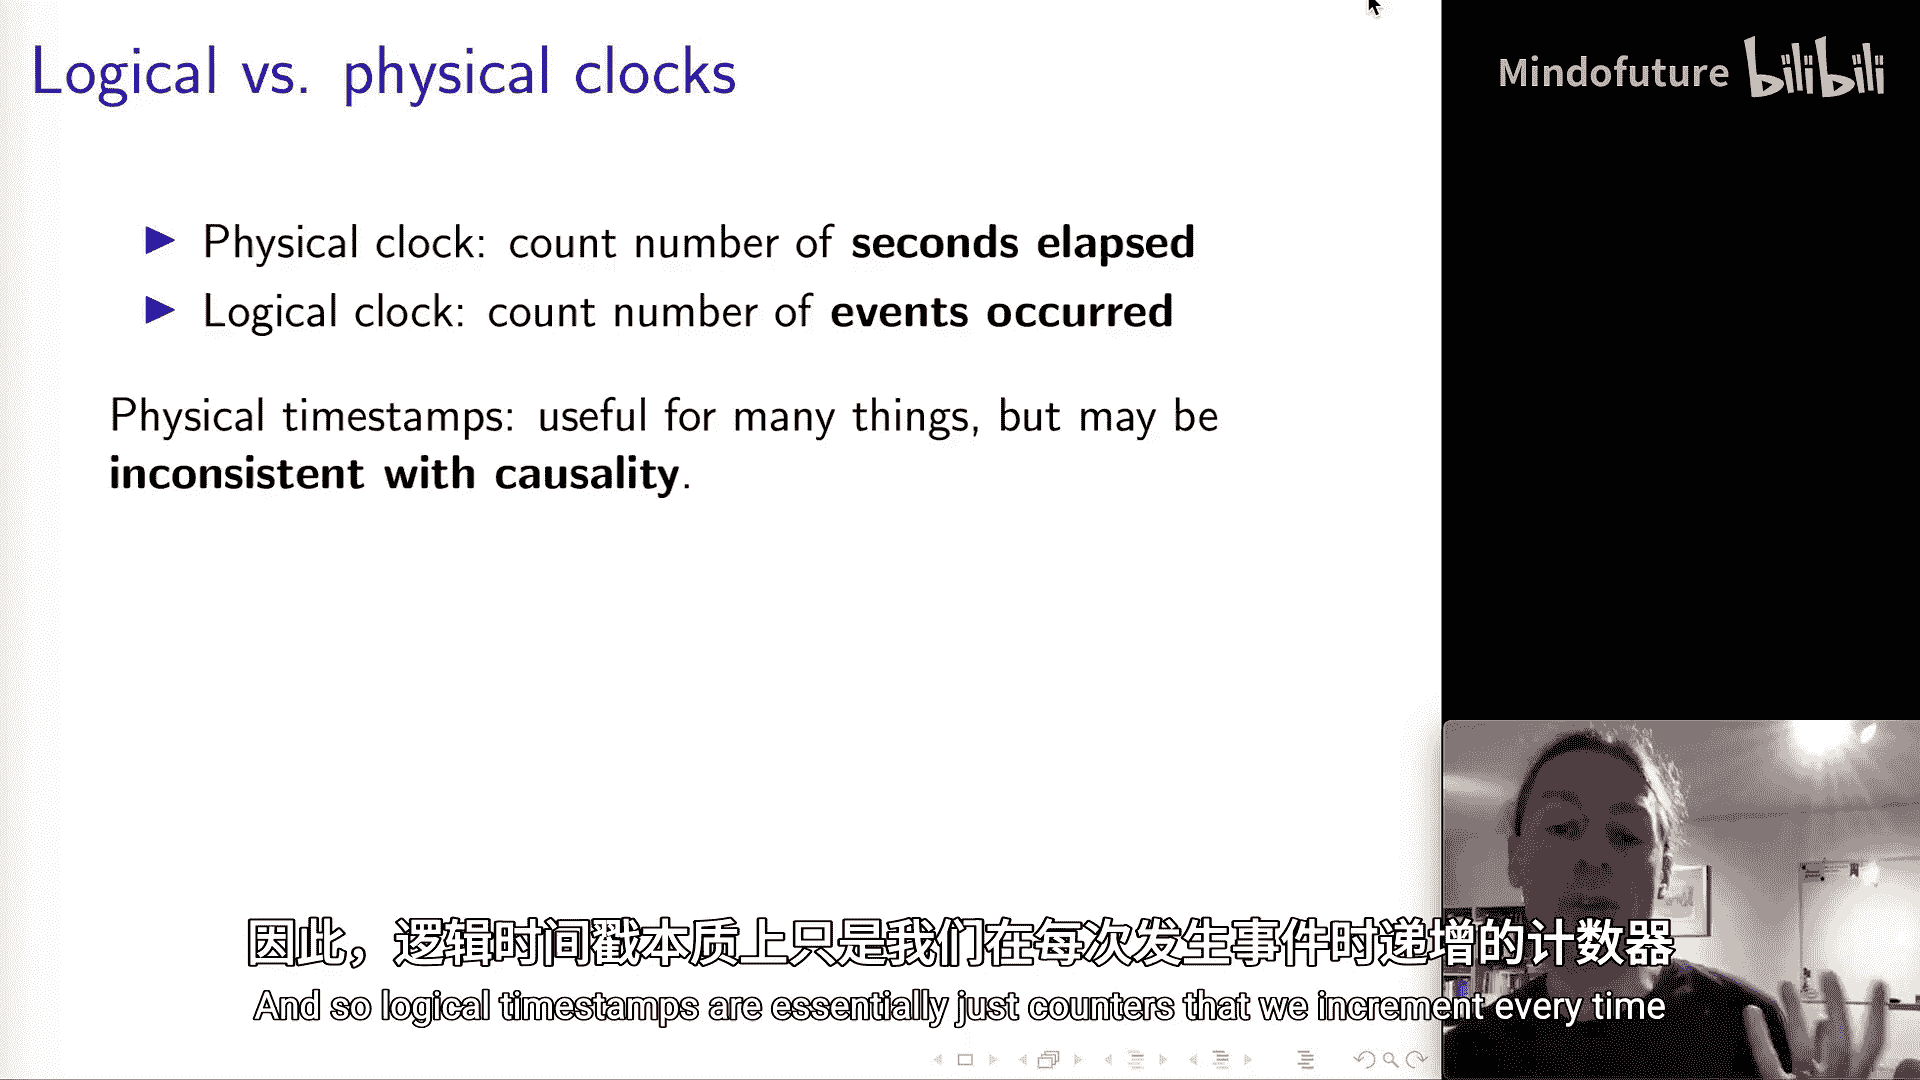 Logical vs. physical clocks
Mindofuture bilibili
Physical clock: count number of seconds elapsed
Logical clock: count number of events occurred
Physical timestamps: useful for many things, but may be
inconsistent with causality.
因此，逻辑时间戳本质上只是我们在每次发生事件时递增的计数器
And so logical timestamps are essentially just counters that we increment every time